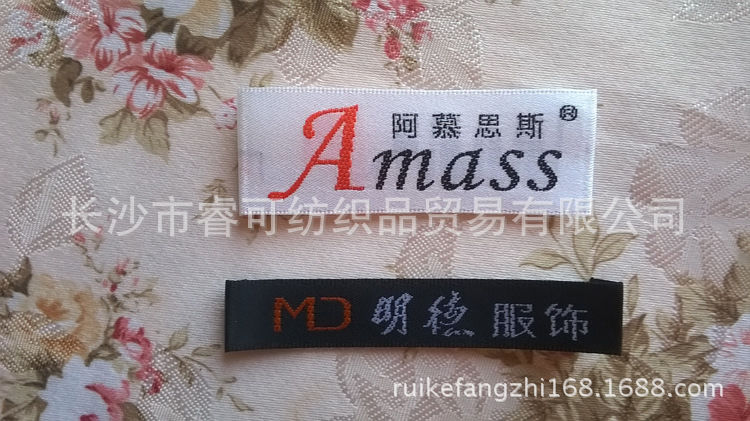 阿慕思斯®
Amass
长沙市睿可纺织品贸易有限公司
MD 明德服饰
ruikefangzhi168.1688.com